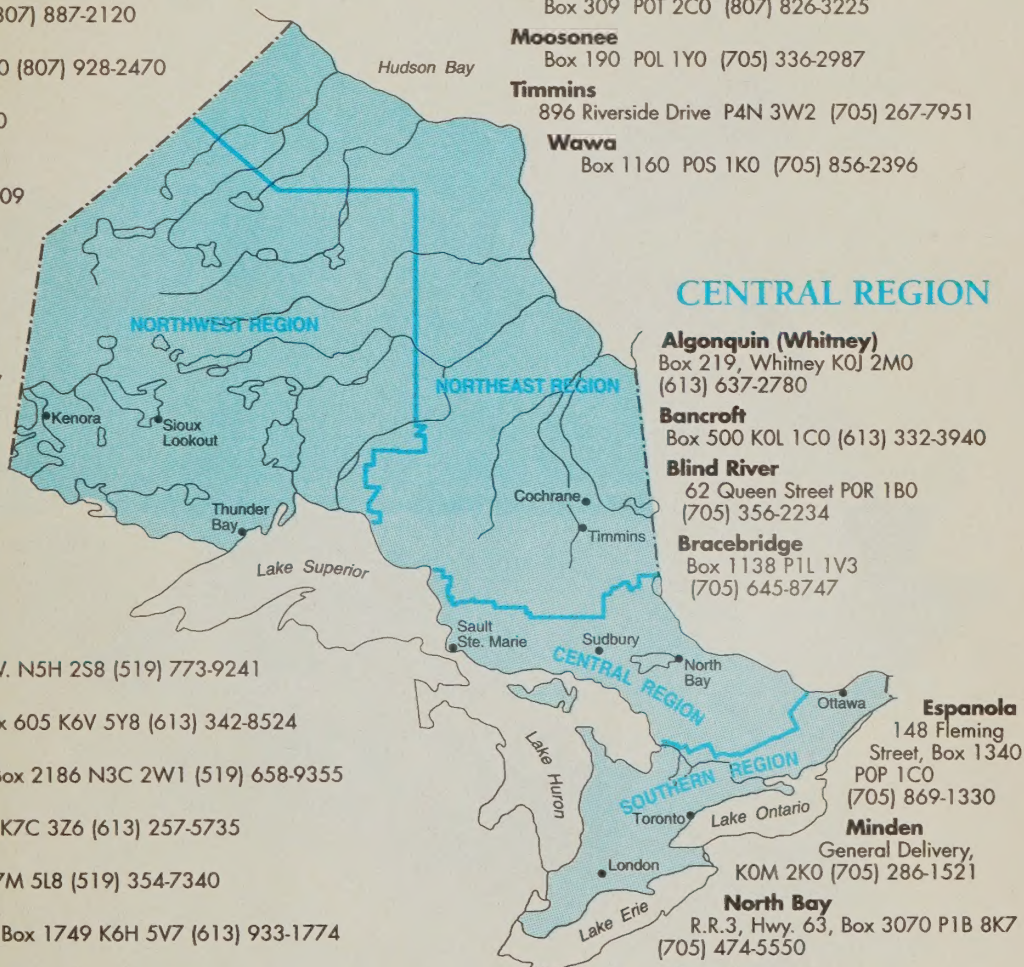 807) 887-2120
0 (807) 928-2470
0
09
V. N5H 2S8 (519) 773-9241
x 605 K6V 5Y8 (613) 342-8524
Box 2186 N3C 2W1 (519) 658-9355
K7C 3Z6 (613) 257-5735
7M 5L8 (519) 354-7340
Box 1749 K6H 5V7 (613) 933-1774
Box 309 P0T 2C0 (807) 826-3225
Moosonee
Box 190 P0L 1Y0 (705) 336-2987
Timmins
896 Riverside Drive P4N 3W2 (705) 267-7951
Wawa
Box 1160 P0S 1K0 (705) 856-2396
Hudson Bay
NORTHWEST REGION
NORTHEAST REGION
Kenora
Sioux
Lookout
Thunder
Bay
Cochrane
Timmins
Lake Superior
Sault
Ste. Marie
Sudbury
North
Bay
CENTRAL REGION
Ottawa
Lake Huron
SOUTHERN REGION
Toronto
Lake Ontario
London
Lake Erie
CENTRAL REGION
Algonquin (Whitney)
Box 219, Whitney K0J 2M0
(613) 637-2780
Bancroft
Box 500 K0L 1C0 (613) 332-3940
Blind River
62 Queen Street P0R 1B0
(705) 356-2234
Bracebridge
Box 1138 P1L 1V3
(705) 645-8747
Espanola
148 Fleming
Street, Box 1340
P0P 1C0
(705) 869-1330
Minden
General Delivery,
K0M 2K0 (705) 286-1521
North Bay
R.R.3, Hwy. 63, Box 3070 P1B 8K7
(705) 474-5550